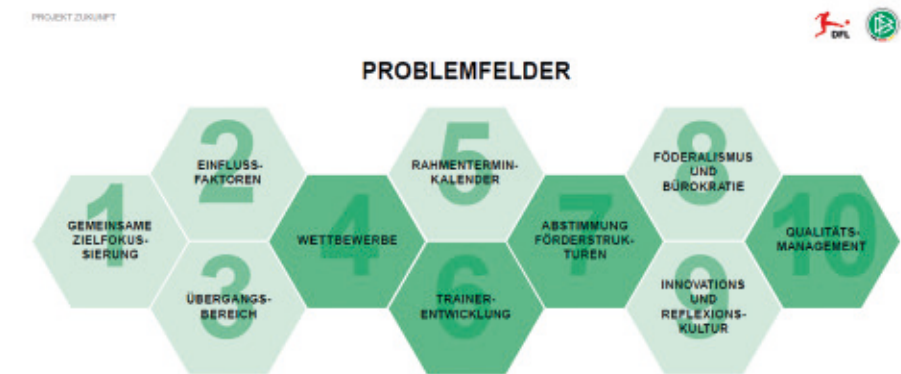 PROJEKT ZUKUNFT
DFL
PROBLEMFELDER
1
GEMEINSAME
ZIELFOKUS-
SIERUNG
2
EINFLUSS-
FAKTOREN
3
ÜBERGANGS-
BEREICH
4
WETTBEWERBE
5
RAHMENTERMIN-
KALENDER
6
TRAINER-
ENTWICKLUNG
7
ABSTIMMUNG
FÖRDERSTRUK-
TUREN
8
FÖDERALISMUS
UND
BÜROKRATIE
9
INNOVATIONS
UND
REFLEXIONS-
KULTUR
10
QUALITÄTS-
MANAGEMENT